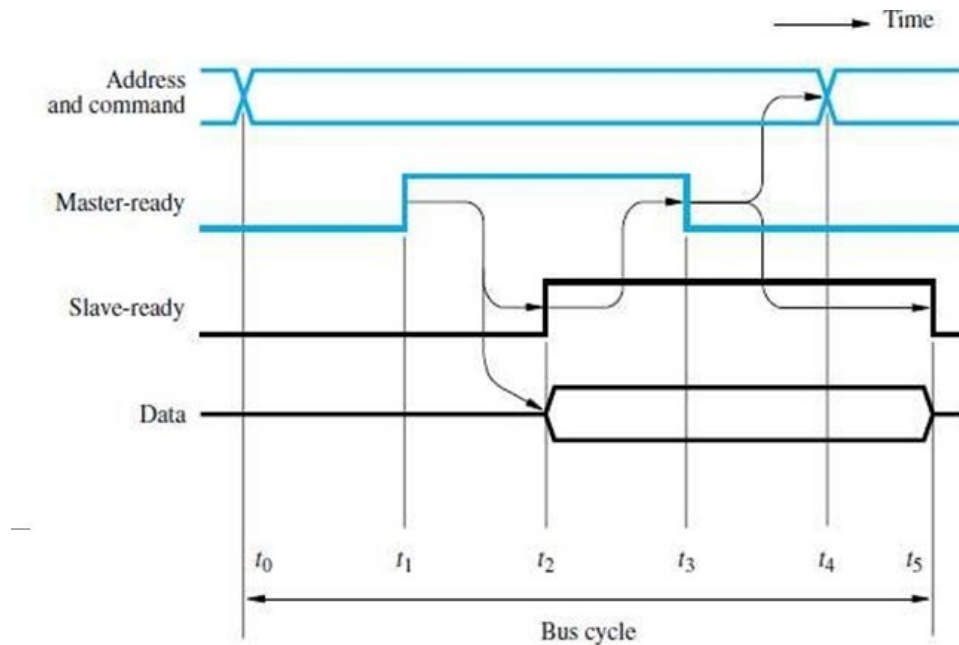 Time
Address
and command
Master-ready
Slave-ready
Data
t0 t1 t2 t3 t4 t5
Bus cycle